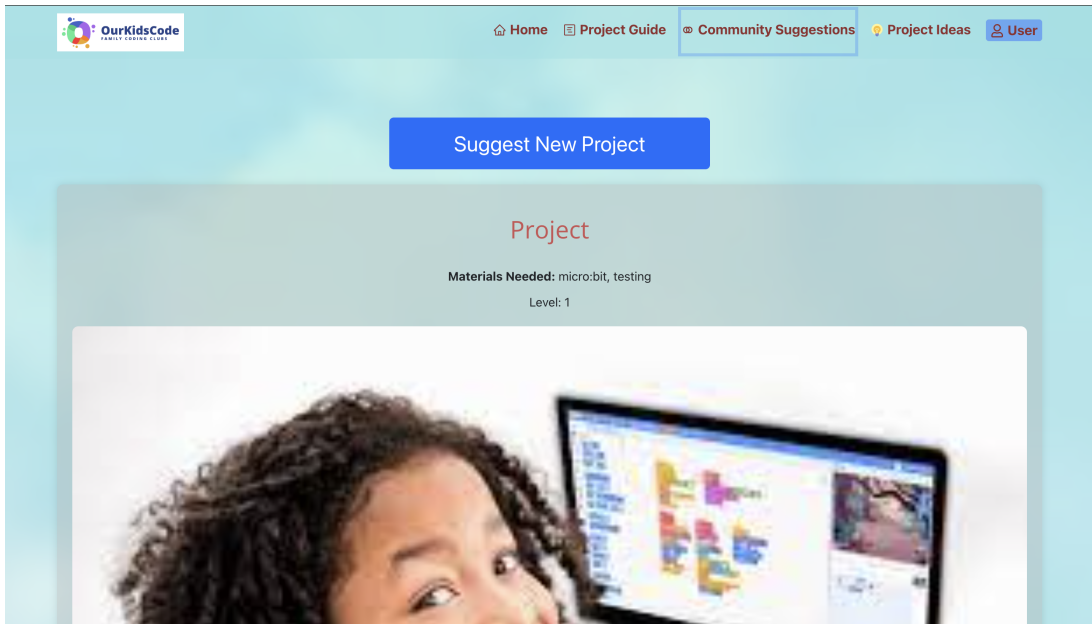 OurKidsCode
FAMILY CODING CLUBS
Home
Project Guide
Community Suggestions
Project Ideas
User
Suggest New Project
Project
Materials Needed: micro:bit, testing
Level: 1